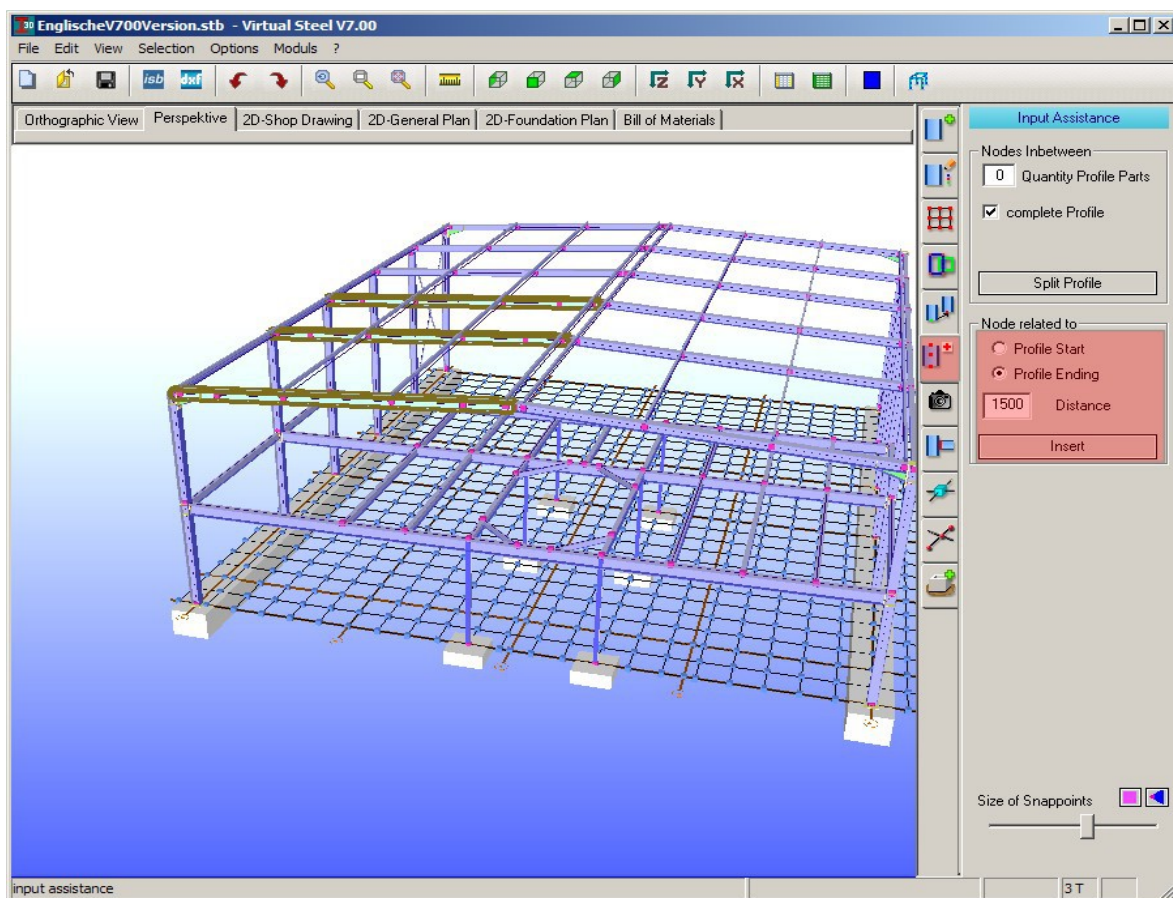 EnglischeV700Version.stb - Virtual Steel V7.00
File Edit View Selection Options Moduls ?
isb dxf Z Y X
Orthographic View Perspektive 2D-Shop Drawing 2D-General Plan 2D-Foundation Plan Bill of Materials
Input Assistance
Nodes Inbetween
0 Quantity Profile Parts
complete Profile
Split Profile
Node related to
Profile Start
Profile Ending
1500 Distance
Insert
Size of Snappoints
input assistance 3 T